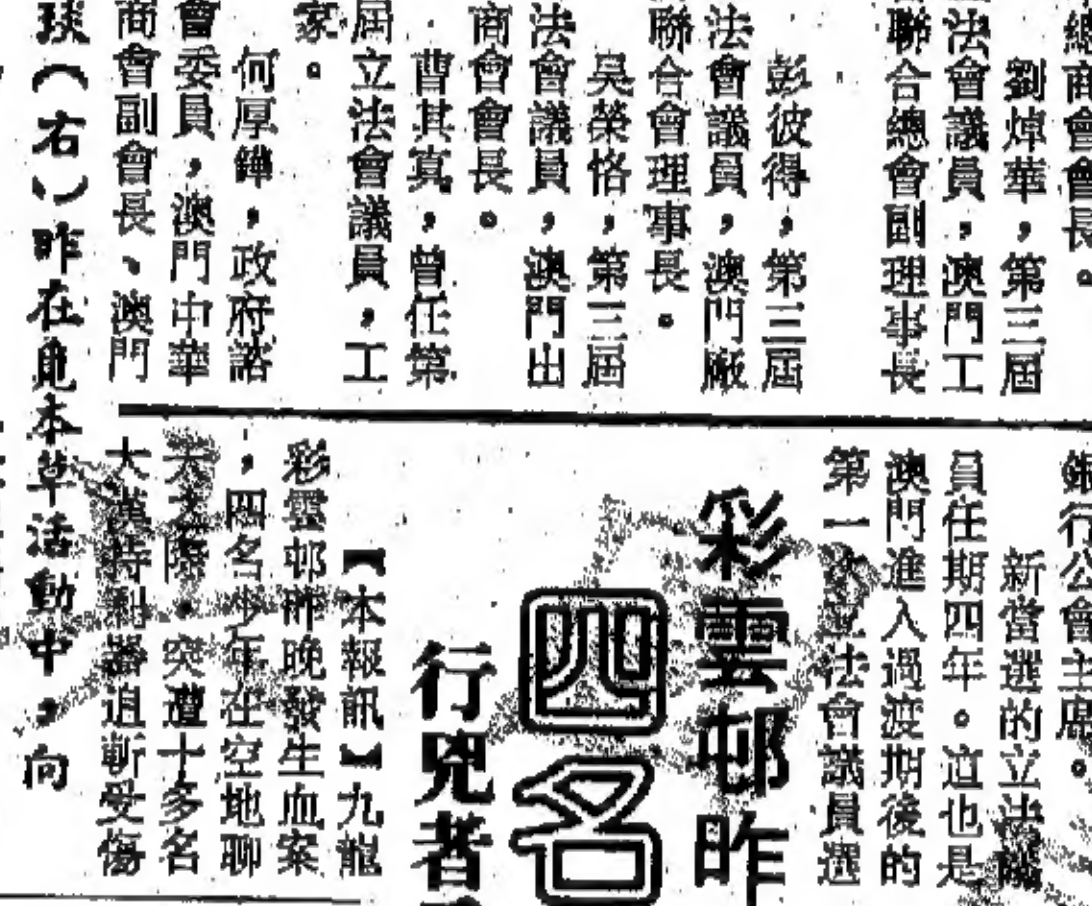 總商會會長。
劉焯華，第三屆
法會議員，澳門工
聯合總會副理事長
彭彼得，第三屆
法會議員，澳門廠
聯合會理事長。
吳榮恪，第三屆
法會議員，澳門出
商會會長。
曹其真，曾任第
屆立法會議員，工
家。
何厚鏵，政府諮
會委員，澳門中華
商會副會長、澳門
琰（右）昨在見本草活動中，向
銀行公會主席。
新當選的立法議
員任期四年。這也是
澳門進入過渡期後的
第一次立法會議員選
彩雲邨昨
四名
行兇者
【本報訊】九龍
彩雲邨昨晚發生血案
，四名少年在空地聊
天之際，突遭十多名
大漢持利器追斬受傷